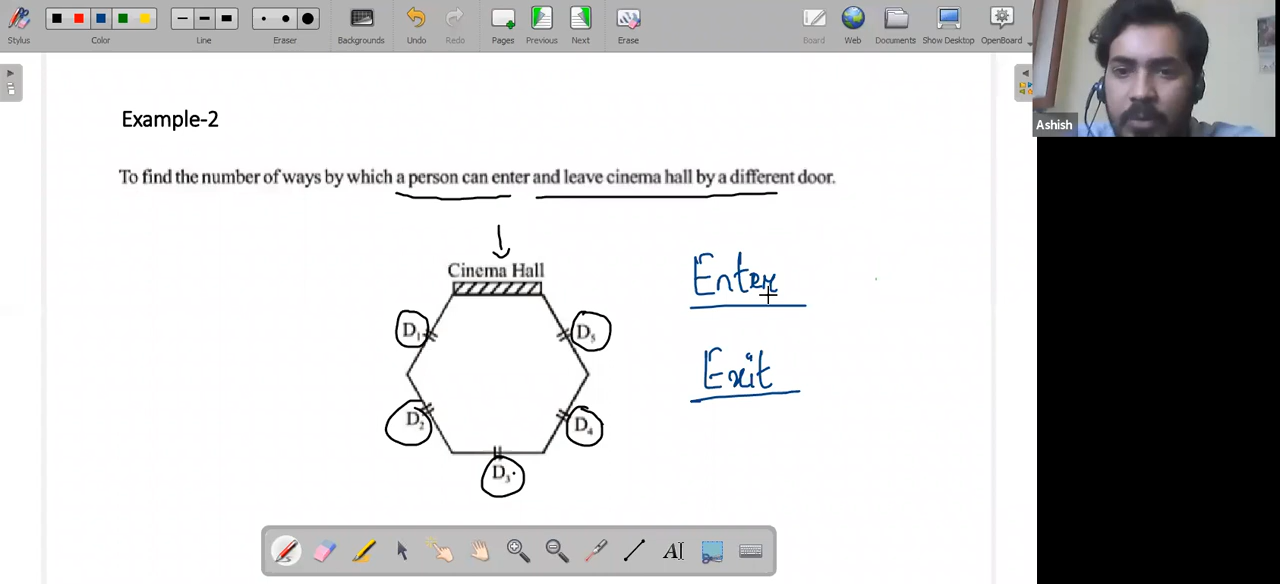 Stylus
Color
Line
Eraser
Backgrounds
Undo
Redo
Pages
Previous
Next
Erase
Board
Web
Documents
Show Desktop
OpenBoard
Ashish
Example-2
To find the number of ways by which a person can enter and leave cinema hall by a different door.
Cinema Hall
D1
D5
D2
D4
D3
Enter
Exit
A